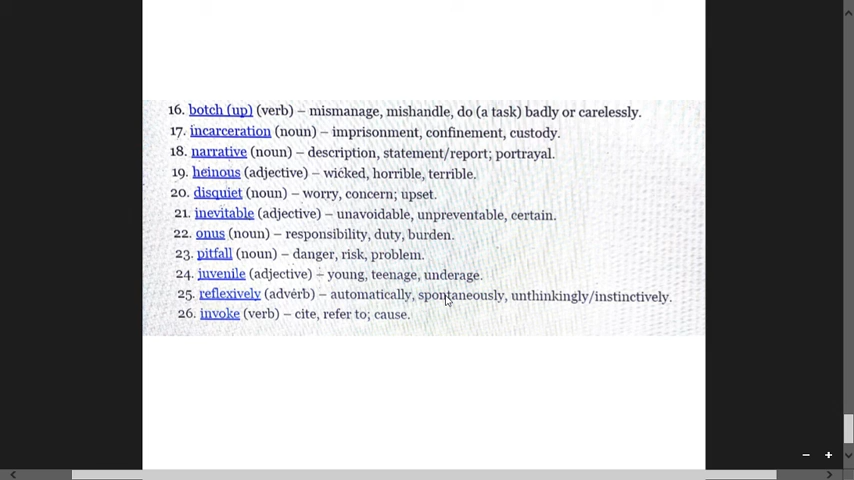 16. botch (up) (verb) – mismanage, mishandle, do (a task) badly or carelessly.
17. incarceration (noun) – imprisonment, confinement, custody.
18. narrative (noun) – description, statement/report; portrayal.
19. heinous (adjective) – wicked, horrible, terrible.
20. disquiet (noun) – worry, concern; upset.
21. inevitable (adjective) – unavoidable, unpreventable, certain.
22. onus (noun) – responsibility, duty, burden.
23. pitfall (noun) – danger, risk, problem.
24. juvenile (adjective) – young, teenage, underage.
25. reflexively (adverb) – automatically, spontaneously, unthinkingly/instinctively.
26. invoke (verb) – cite, refer to; cause.